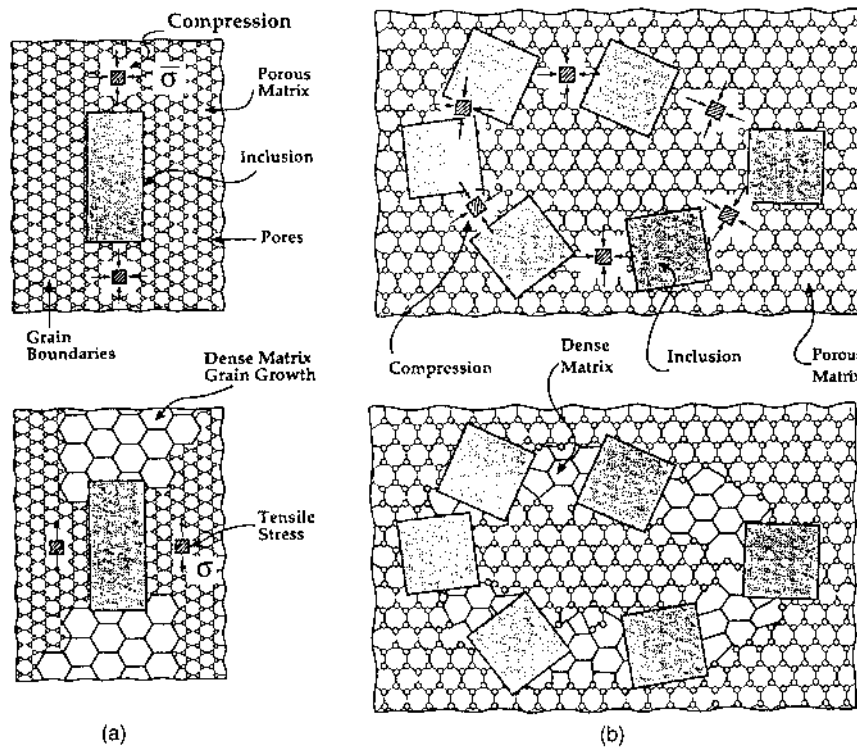 Compression
σ
Porous
Matrix
Inclusion
Pores
Grain
Boundaries
Dense Matrix
Grain Growth
Tensile
Stress
σ
(a)
Compression
Dense
Matrix
Inclusion
Porous
Matrix
(b)